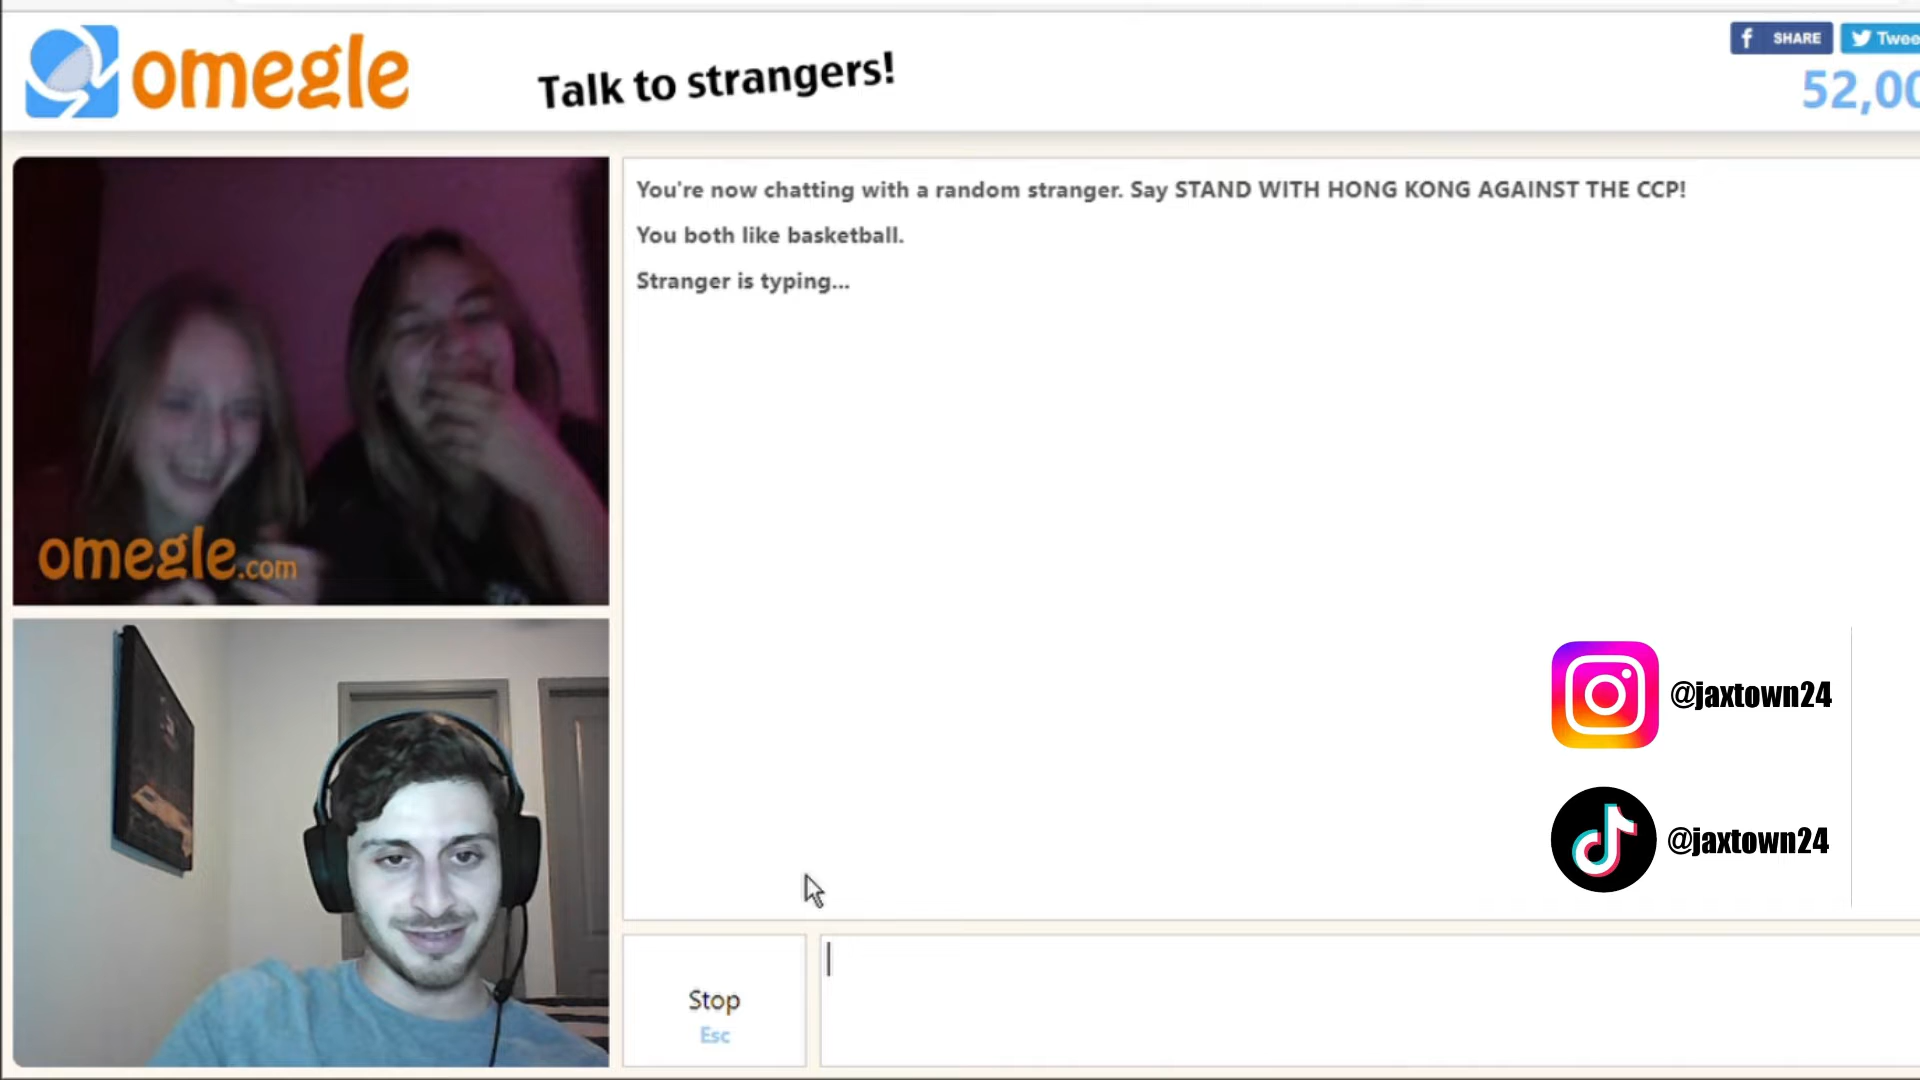 omegle
Talk to strangers!
f SHARE
Twee
52,00
You're now chatting with a random stranger. Say STAND WITH HONG KONG AGAINST THE CCP!
You both like basketball.
Stranger is typing...
omegle.com
@jaxtown24
@jaxtown24
Stop
Esc